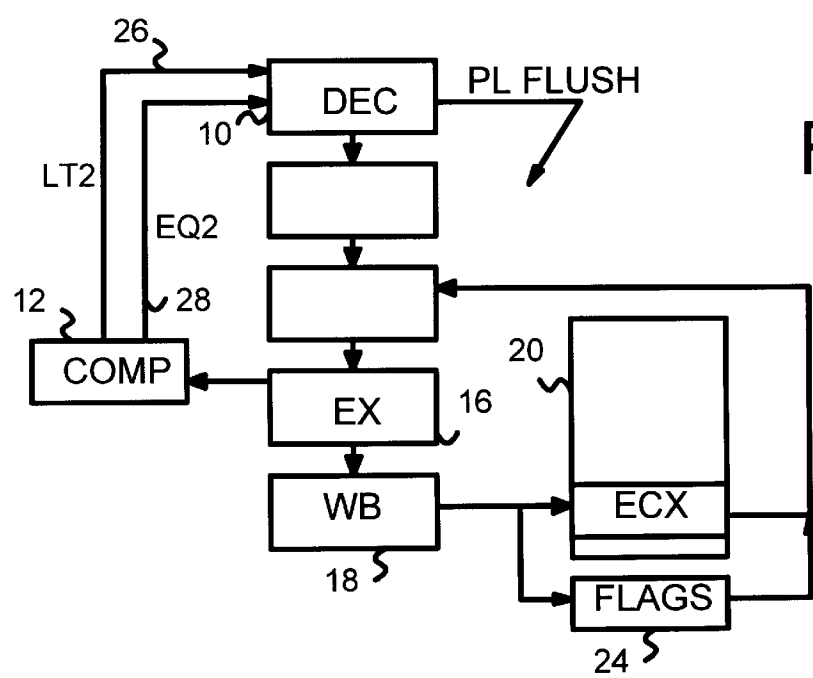 26
PL FLUSH
DEC
10
LT2
EQ2
12
28
COMP
20
EX
16
ECX
WB
18
FLAGS
24